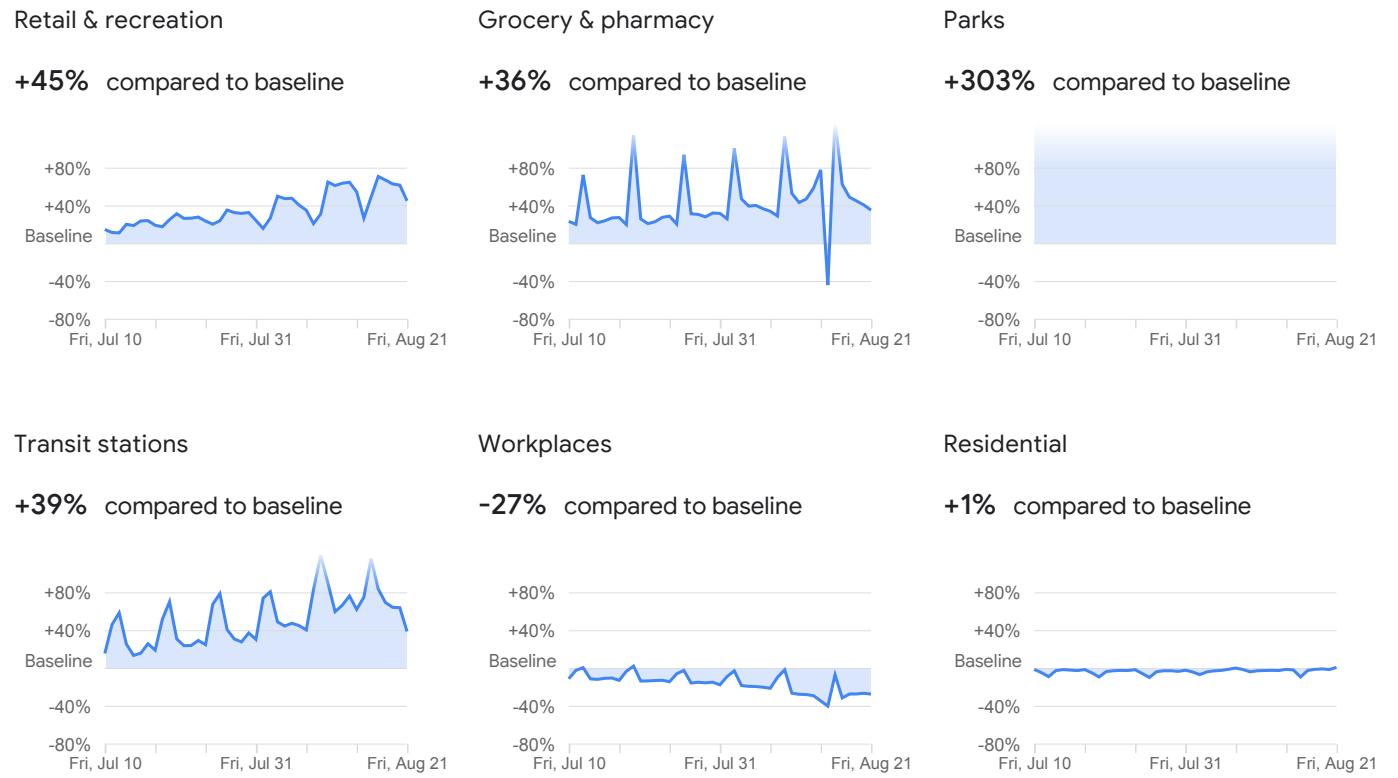 Retail & recreation
+45% compared to baseline
+80%
+40%
Baseline
-40%
-80%
Fri, Jul 10 Fri, Jul 31 Fri, Aug 21
Grocery & pharmacy
+36% compared to baseline
+80%
+40%
Baseline
-40%
-80%
Fri, Jul 10 Fri, Jul 31 Fri, Aug 21
Parks
+303% compared to baseline
+80%
+40%
Baseline
-40%
-80%
Fri, Jul 10 Fri, Jul 31 Fri, Aug 21
Transit stations
+39% compared to baseline
+80%
+40%
Baseline
-40%
-80%
Fri, Jul 10 Fri, Jul 31 Fri, Aug 21
Workplaces
-27% compared to baseline
+80%
+40%
Baseline
-40%
-80%
Fri, Jul 10 Fri, Jul 31 Fri, Aug 21
Residential
+1% compared to baseline
+80%
+40%
Baseline
-40%
-80%
Fri, Jul 10 Fri, Jul 31 Fri, Aug 21